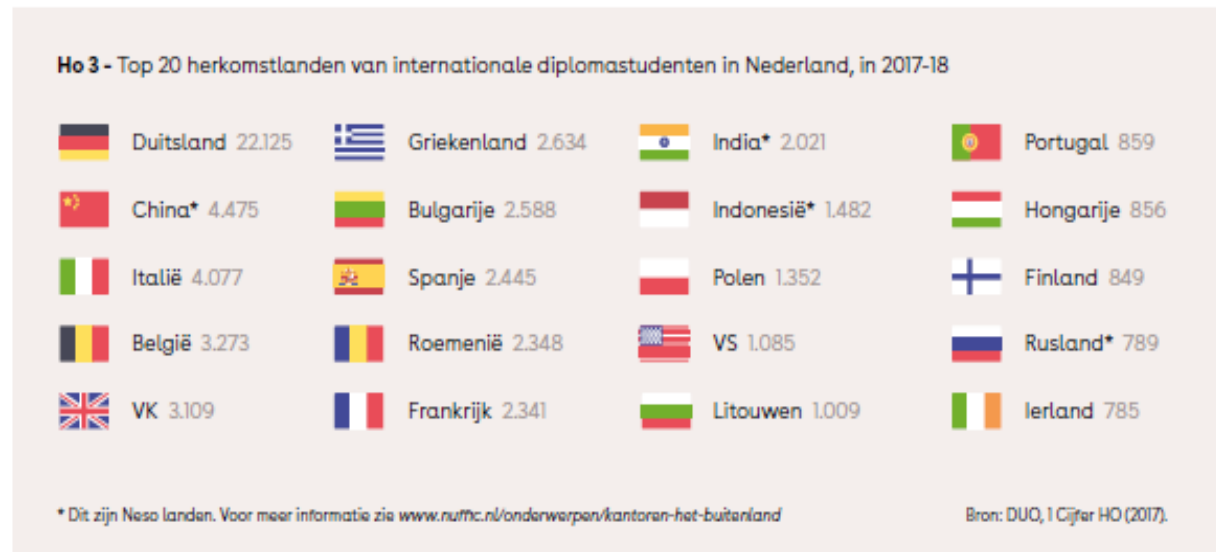 Ho 3 - Top 20 herkomstlanden van internationale diplomastudenten in Nederland, in 2017-18
Duitsland 22.125
China* 4.475
Italië 4.077
België 3.273
VK 3.109
Griekenland 2.634
Bulgarije 2.588
Spanje 2.445
Roemenië 2.348
Frankrijk 2.341
India* 2.021
Indonesië* 1.482
Polen 1.352
VS 1.085
Litouwen 1.009
Portugal 859
Hongarije 856
Finland 849
Rusland* 789
Ierland 785
* Dit zijn Neso landen. Voor meer informatie zie www.nuffic.nl/onderwerpen/kantoren-het-buitenland
Bron: DUO, 1 Cijfer HO (2017).